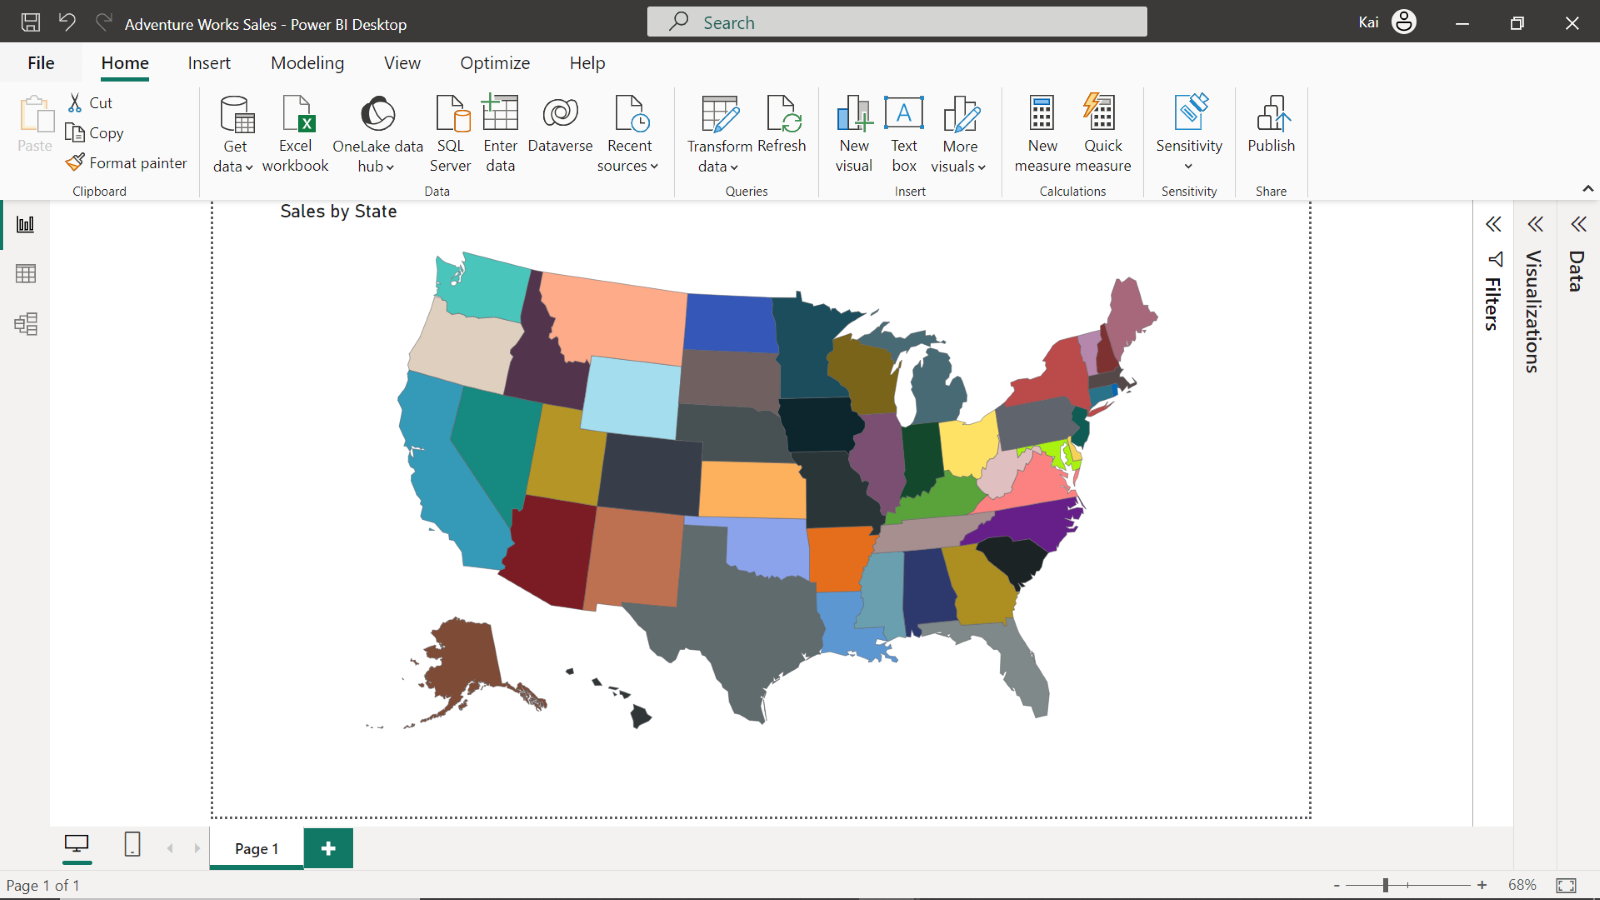 Adventure Works Sales - Power BI Desktop
Search
Kai
File
Home
Insert
Modeling
View
Optimize
Help
Paste
Cut
Copy
Format painter
Clipboard
Get data
Excel workbook
OneLake data hub
SQL Server
Enter data
Dataverse
Recent sources
Data
Transform data
Refresh
Queries
New visual
A
Text box
More visuals
Insert
New measure
Quick measure
Calculations
Sensitivity
Sensitivity
Publish
Share
Sales by State
Filters
Visualizations
Data
Page 1
+
Page 1 of 1
- + 68%